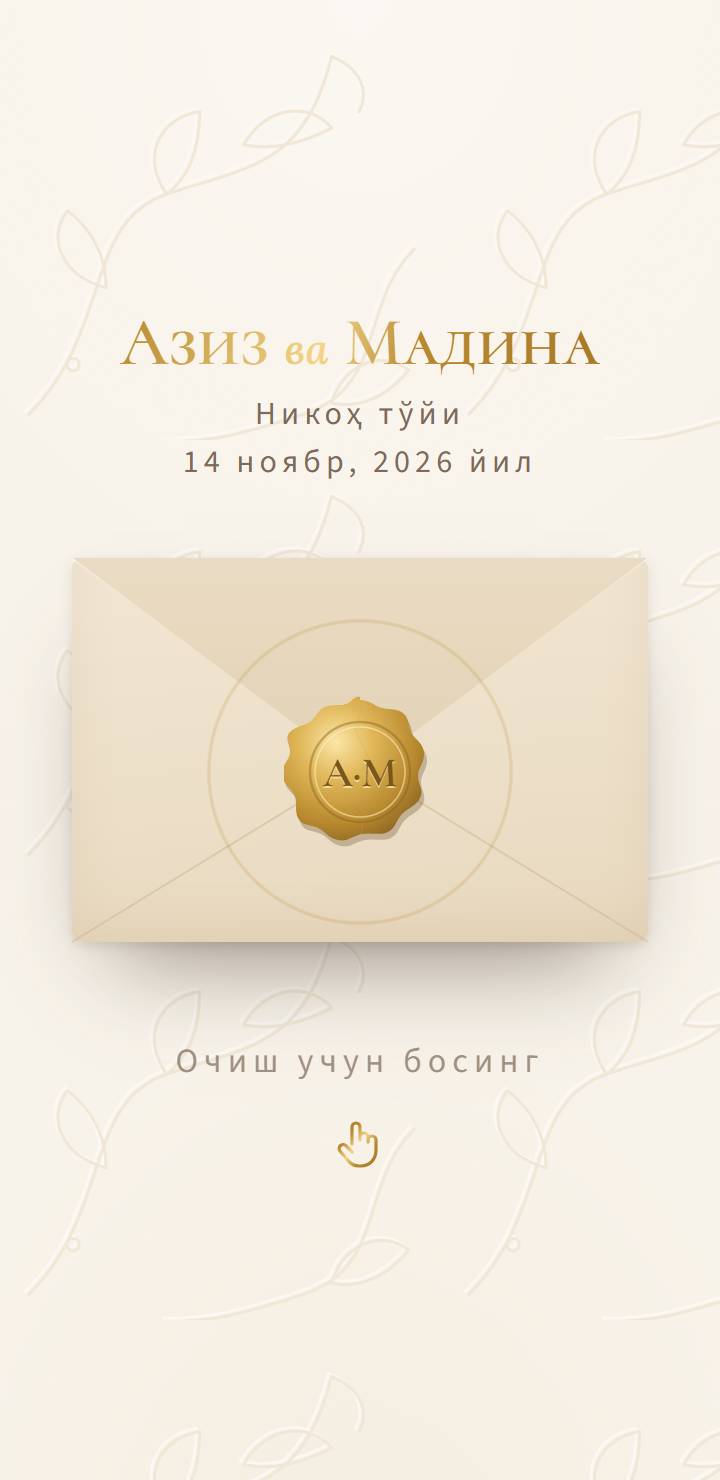 Азиз ва Мадина
Никоҳ тўйи
14 ноябр, 2026 йил
А·М
Очиш учун босинг